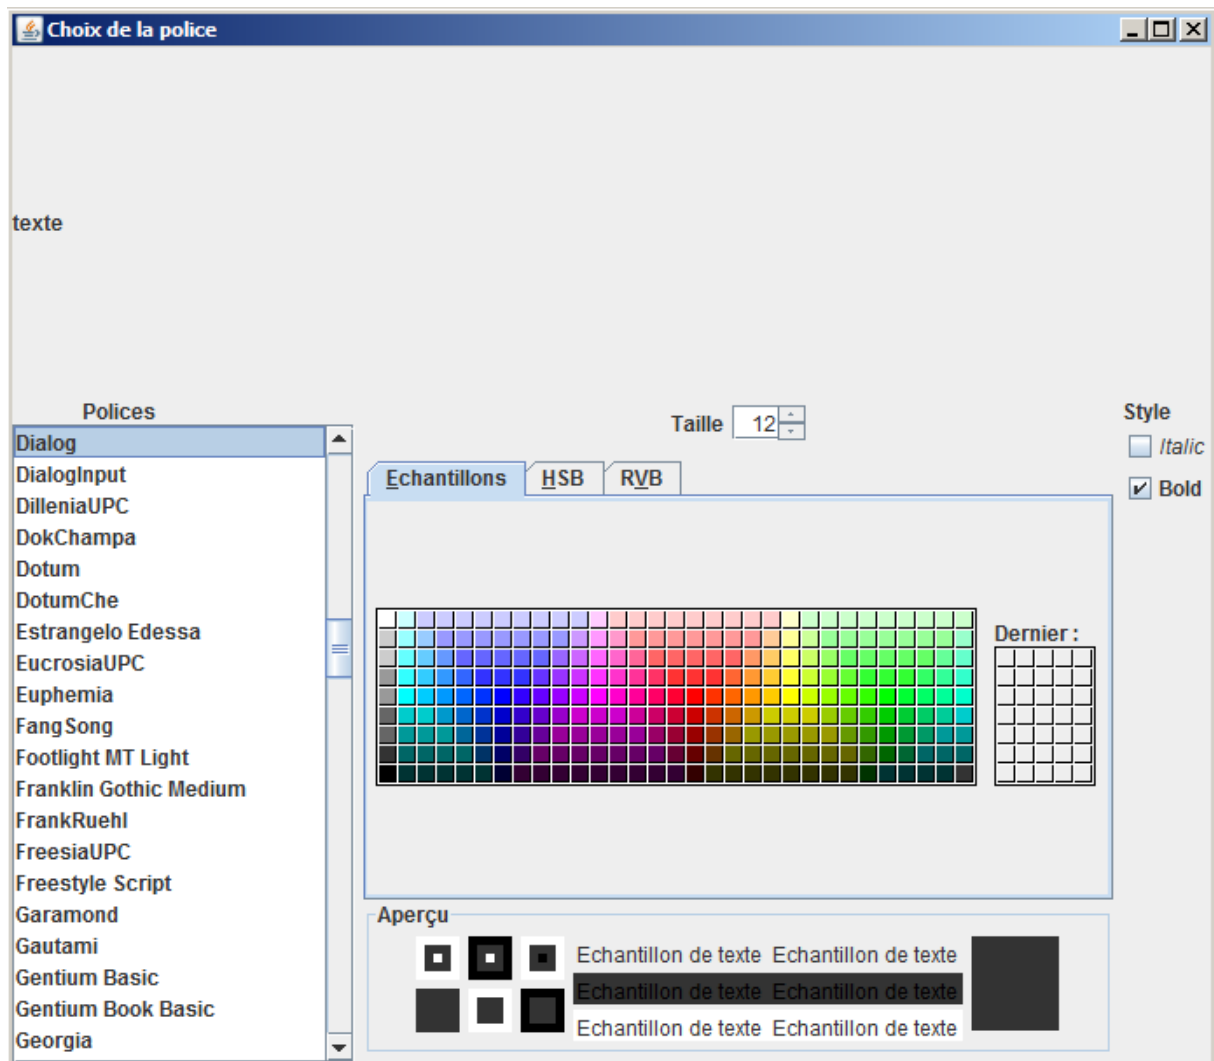 Choix de la police
texte
Polices
Dialog
DialogInput
DilleniaUPC
DokChampa
Dotum
DotumChe
Estrangelo Edessa
EucrosiaUPC
Euphemia
FangSong
Footlight MT Light
Franklin Gothic Medium
FrankRuehl
FreesiaUPC
Freestyle Script
Garamond
Gautami
Gentium Basic
Gentium Book Basic
Georgia
Taille 12
Echantillons HSB RVB
Dernier :
Aperçu
Echantillon de texte Echantillon de texte
Echantillon de texte Echantillon de texte
Echantillon de texte Echantillon de texte
Style
Italic
Bold